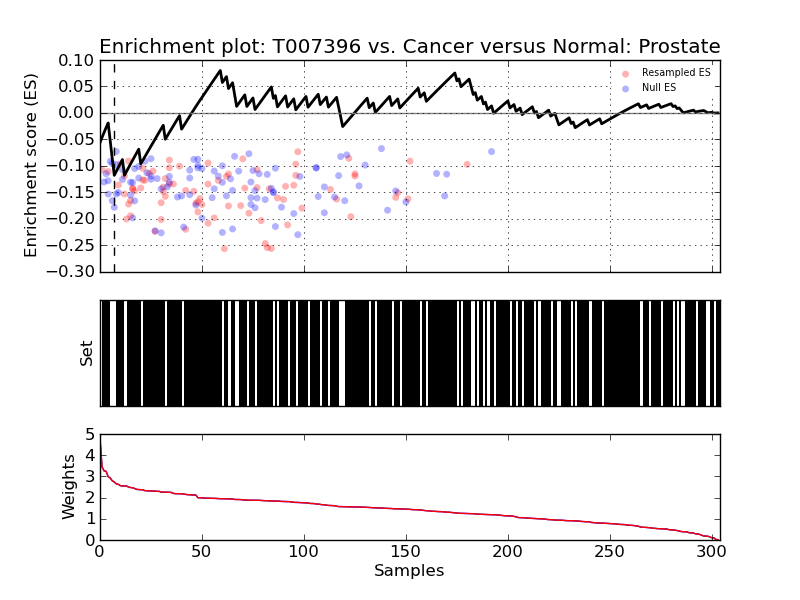 Enrichment plot: T007396 vs. Cancer versus Normal: Prostate
Enrichment score (ES)
0.10
0.05
0.00
−0.05
−0.10
−0.15
−0.20
−0.25
−0.30
Resampled ES
Null ES
Set
Weights
5
4
3
2
1
0
0 50 100 150 200 250 300
Samples